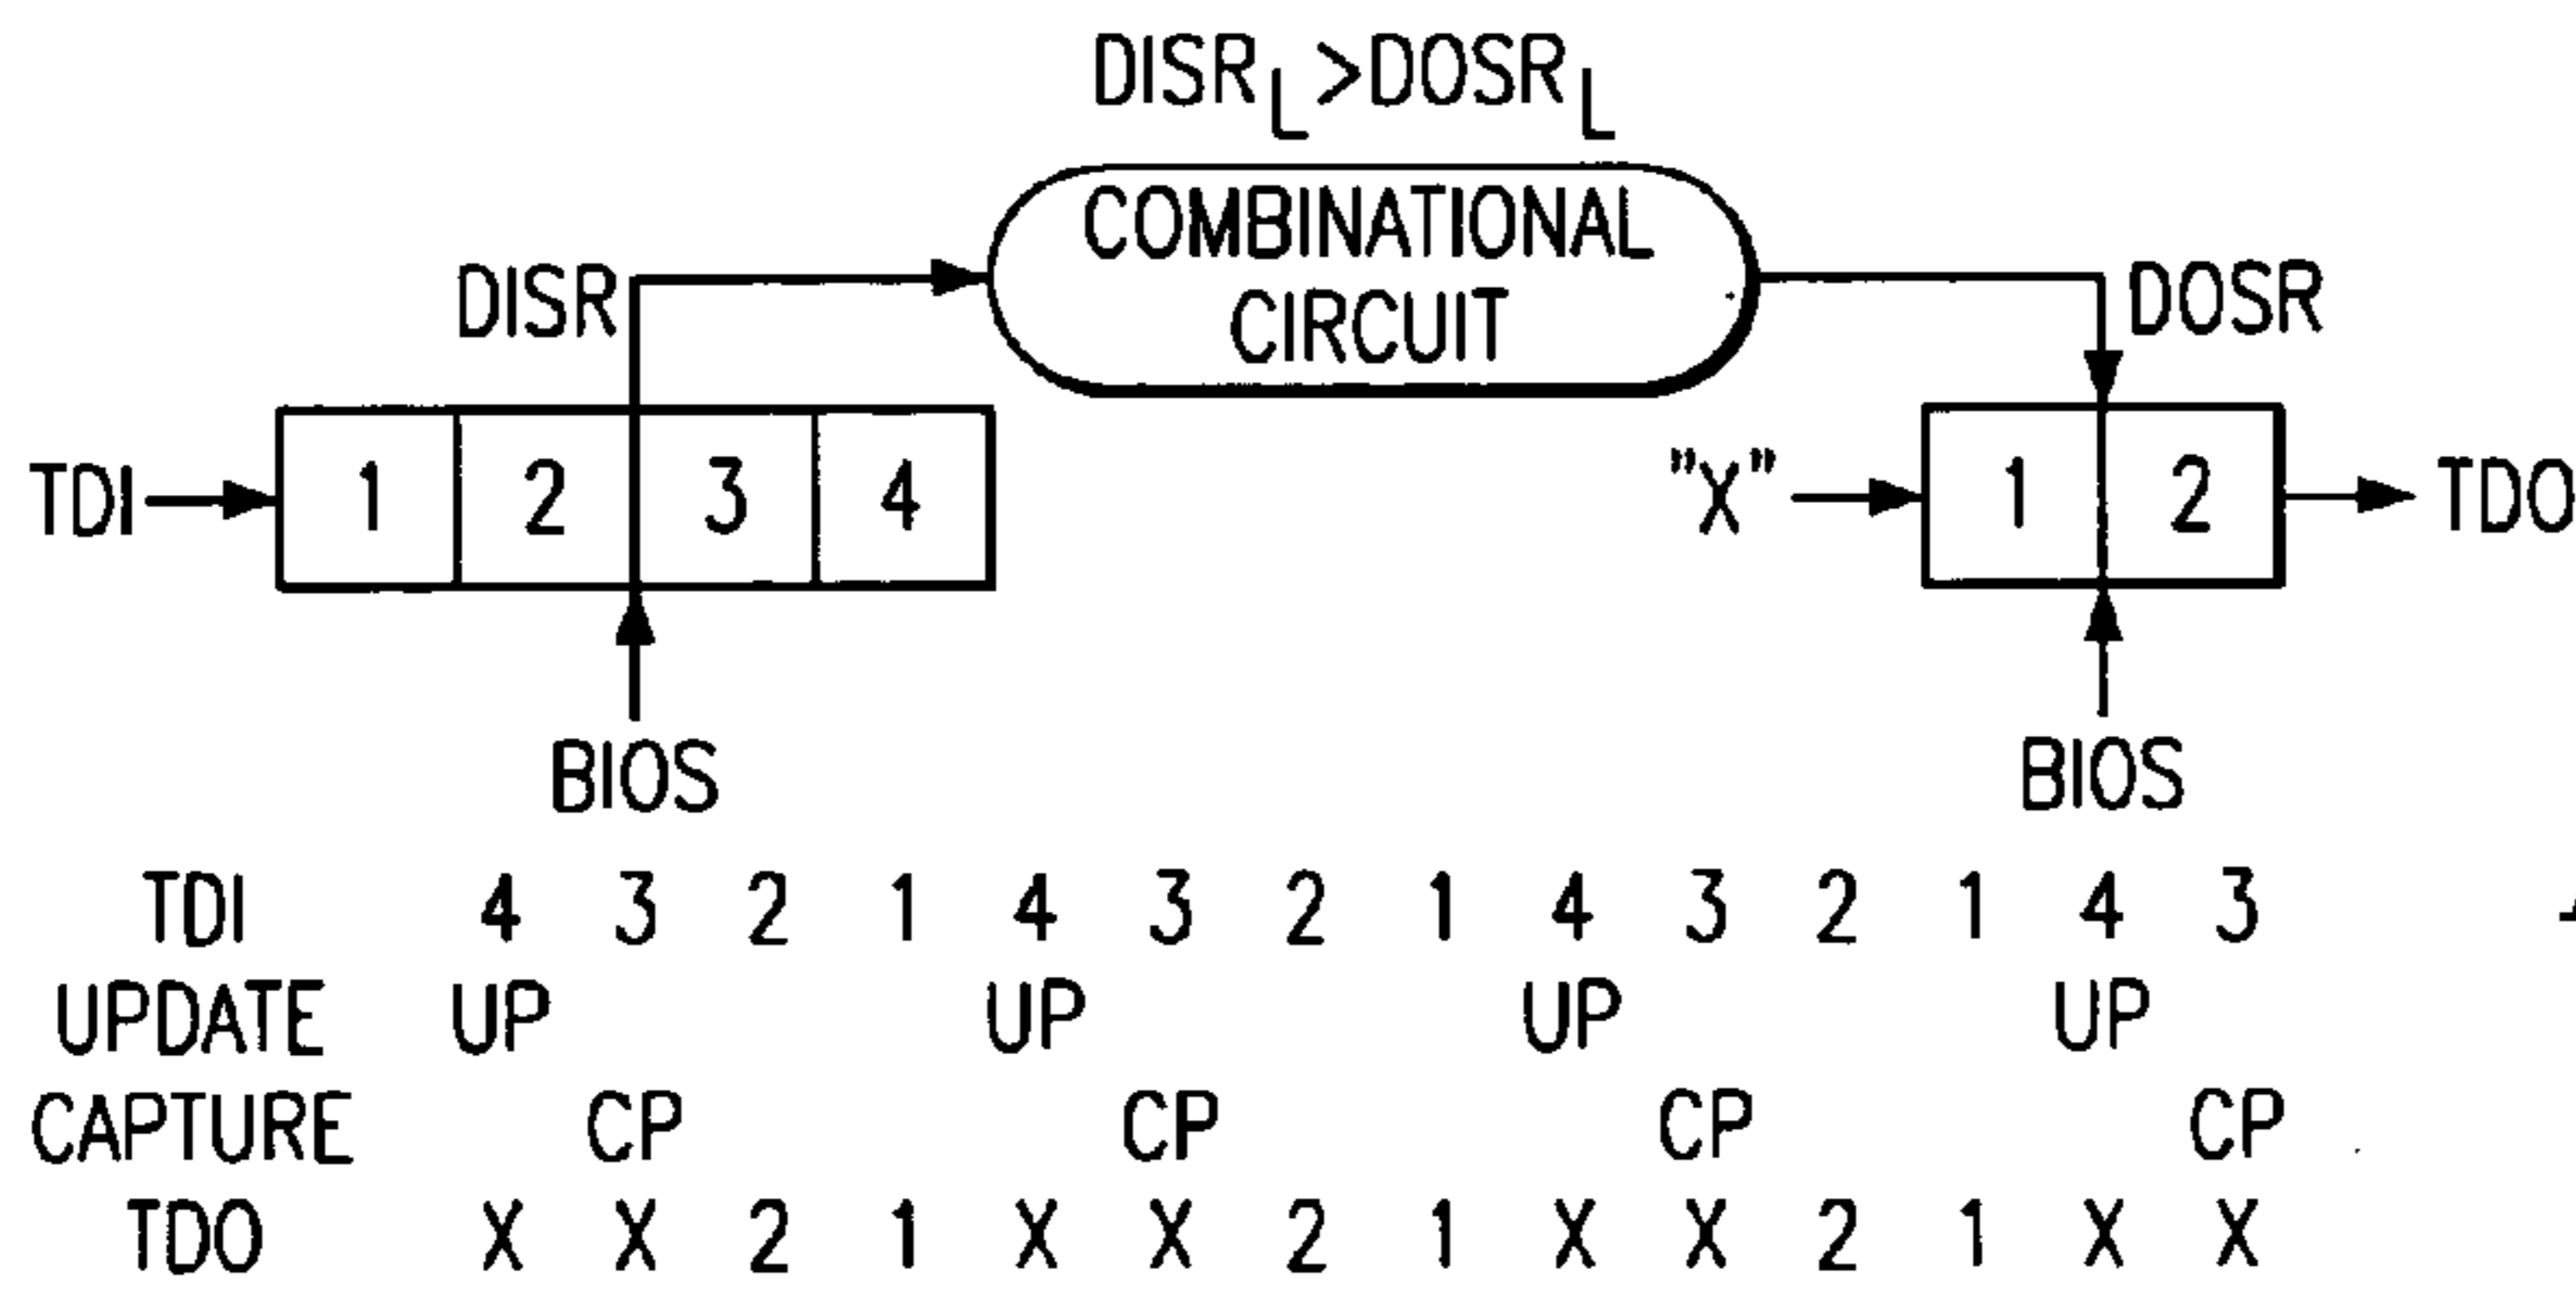 DISRL>DOSRL
COMBINATIONAL
CIRCUIT
DISR
DOSR
TDI
1 2 3 4
"X"
1 2
TDO
BIOS
BIOS
TDI 4 3 2 1 4 3 2 1 4 3 2 1 4 3
UPDATE UP UP UP UP
CAPTURE CP CP CP CP
TDO X X 2 1 X X 2 1 X X 2 1 X X